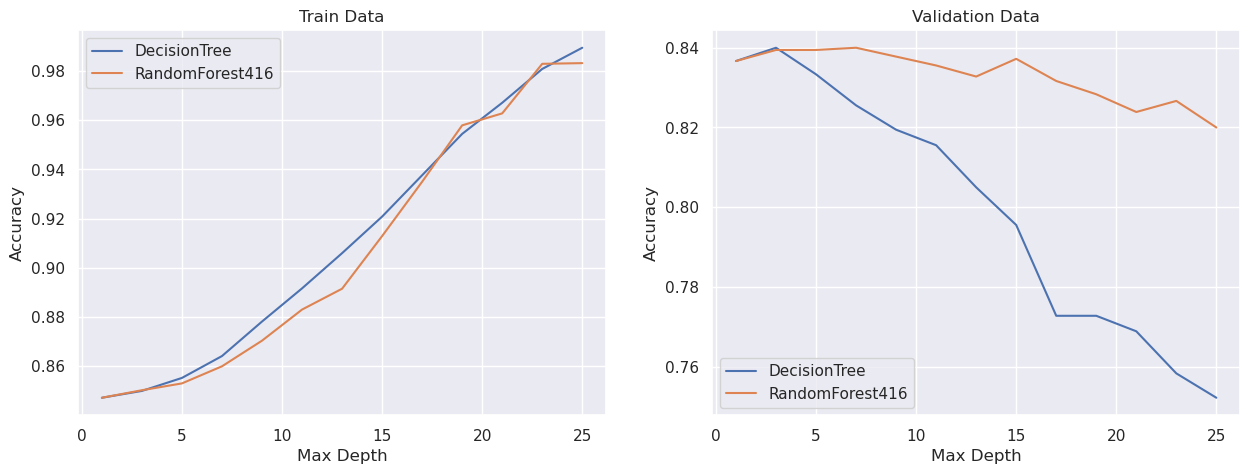 Train Data
DecisionTree
RandomForest416
0.98
0.96
0.94
0.92
0.90
0.88
0.86
Accuracy
0
5
10
15
20
25
Max Depth
Validation Data
0.84
0.82
0.80
0.78
0.76
Accuracy
DecisionTree
RandomForest416
0
5
10
15
20
25
Max Depth